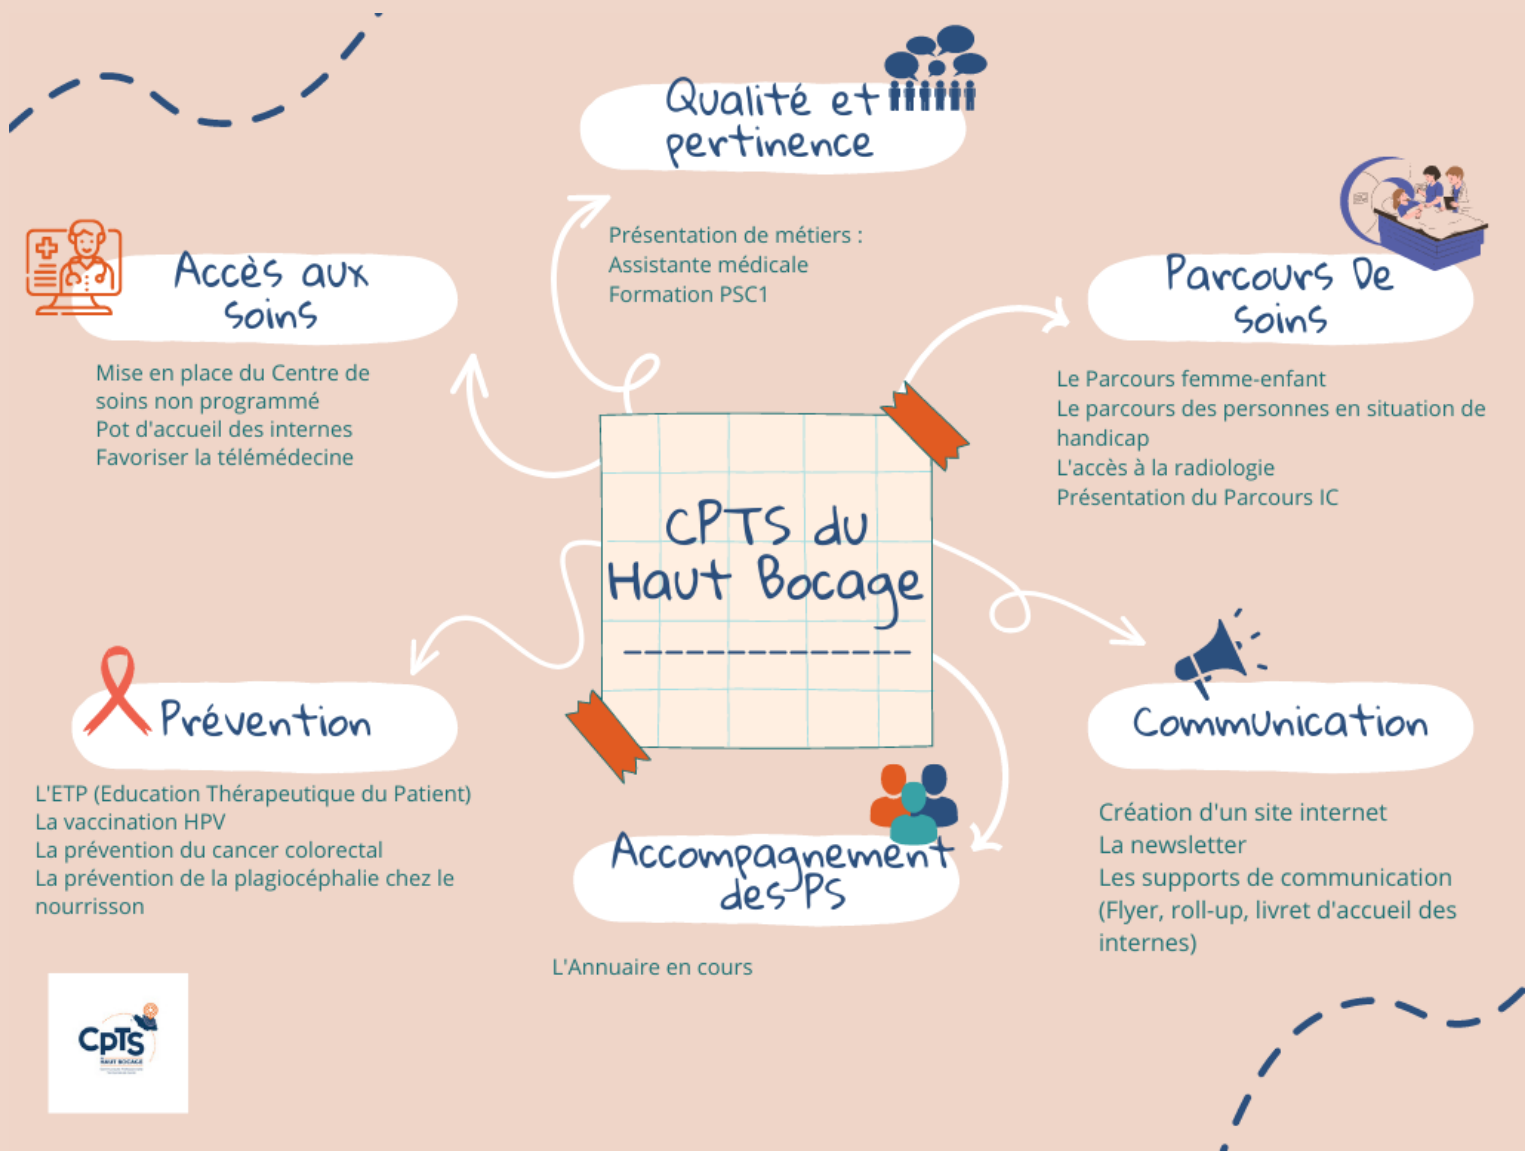 Qualité et
pertinence
Présentation de métiers :
Assistante médicale
Formation PSC1
Accès aux
soins
Mise en place du Centre de
soins non programmé
Pot d'accueil des internes
Favoriser la télémédecine
Parcours De
soins
Le Parcours femme-enfant
Le parcours des personnes en situation de
handicap
L'accès à la radiologie
Présentation du Parcours IC
CPTS du
Haut Bocage
Prévention
L'ETP (Education Thérapeutique du Patient)
La vaccination HPV
La prévention du cancer colorectal
La prévention de la plagiocéphalie chez le
nourrisson
Communication
Création d'un site internet
La newsletter
Les supports de communication
(Flyer, roll-up, livret d'accueil des
internes)
Accompagnement
des PS
L'Annuaire en cours
CpTS
HAUT BOCAGE